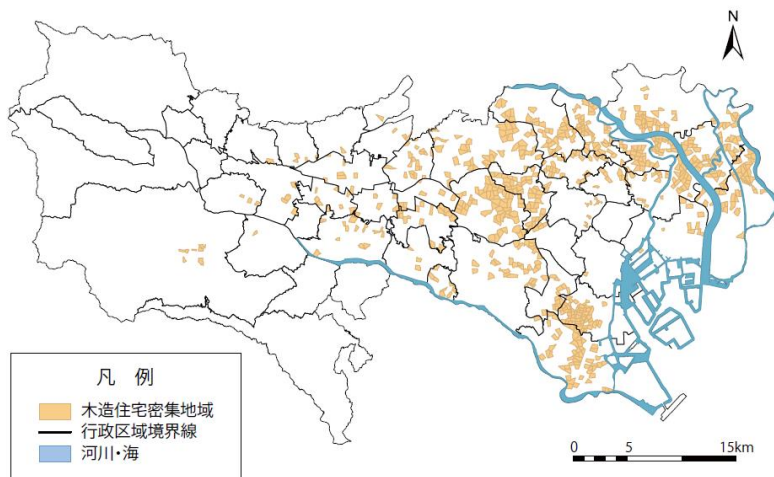 N
凡 例
木造住宅密集地域
行政区域境界線
河川・海
0 5 15km